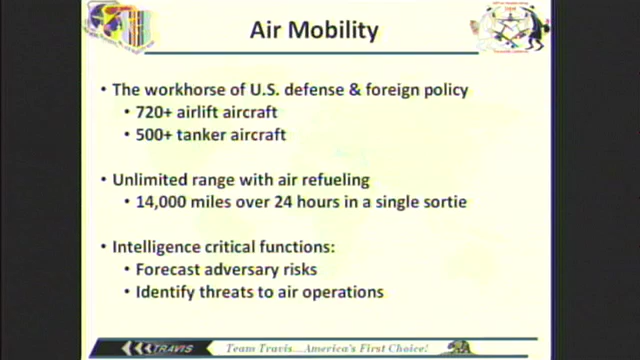 Air Mobility
• The workhorse of U.S. defense & foreign policy
• 720+ airlift aircraft
• 500+ tanker aircraft
• Unlimited range with air refueling
• 14,000 miles over 24 hours in a single sortie
• Intelligence critical functions:
• Forecast adversary risks
• Identify threats to air operations
TRAVIS
Team Travis...America's First Choice!